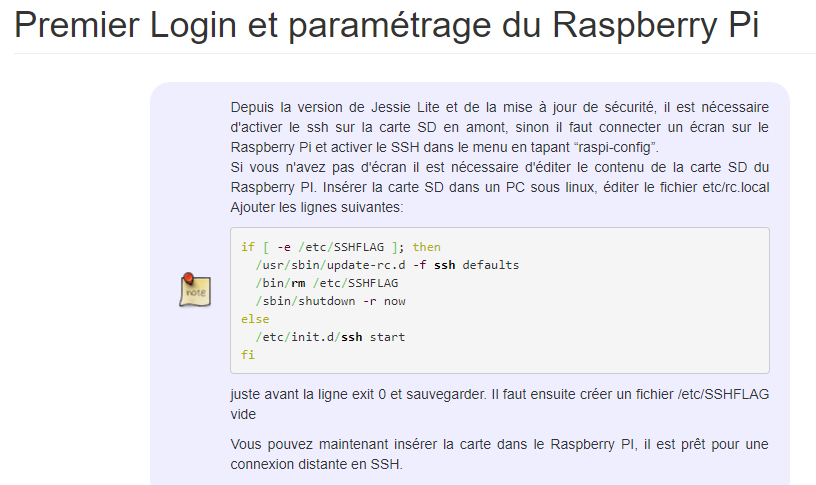 Premier Login et paramétrage du Raspberry Pi
Depuis la version de Jessie Lite et de la mise à jour de sécurité, il est nécessaire
d'activer le ssh sur la carte SD en amont, sinon il faut connecter un écran sur le
Raspberry Pi et activer le SSH dans le menu en tapant “raspi-config”.
Si vous n'avez pas d'écran il est nécessaire d'éditer le contenu de la carte SD du
Raspberry PI. Insérer la carte SD dans un PC sous linux, éditer le fichier etc/rc.local
Ajouter les lignes suivantes:
if [ -e /etc/SSHFLAG ]; then
  /usr/sbin/update-rc.d -f ssh defaults
  /bin/rm /etc/SSHFLAG
  /sbin/shutdown -r now
else
  /etc/init.d/ssh start
fi
note
juste avant la ligne exit 0 et sauvegarder. Il faut ensuite créer un fichier /etc/SSHFLAG
vide
Vous pouvez maintenant insérer la carte dans le Raspberry PI, il est prêt pour une
connexion distante en SSH.